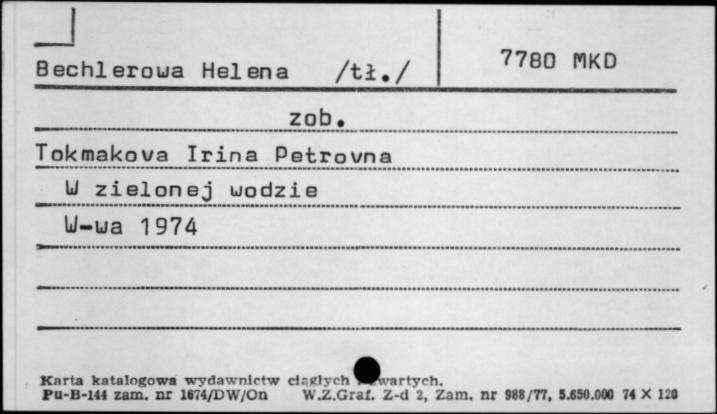 Bechlerowa Helena /tł./ 7780 MKD
zob.
Tokmakova Irina Petrovna
W zielonej wodzie
W-wa 1974
Karta katalogowa wydawnictw ciągłych wartych.
Pu-B-144 zam. nr 1674/DW/On W.Z.Graf. Z-d 2, Zam. nr 988/77, 5.650.000 74 X 120